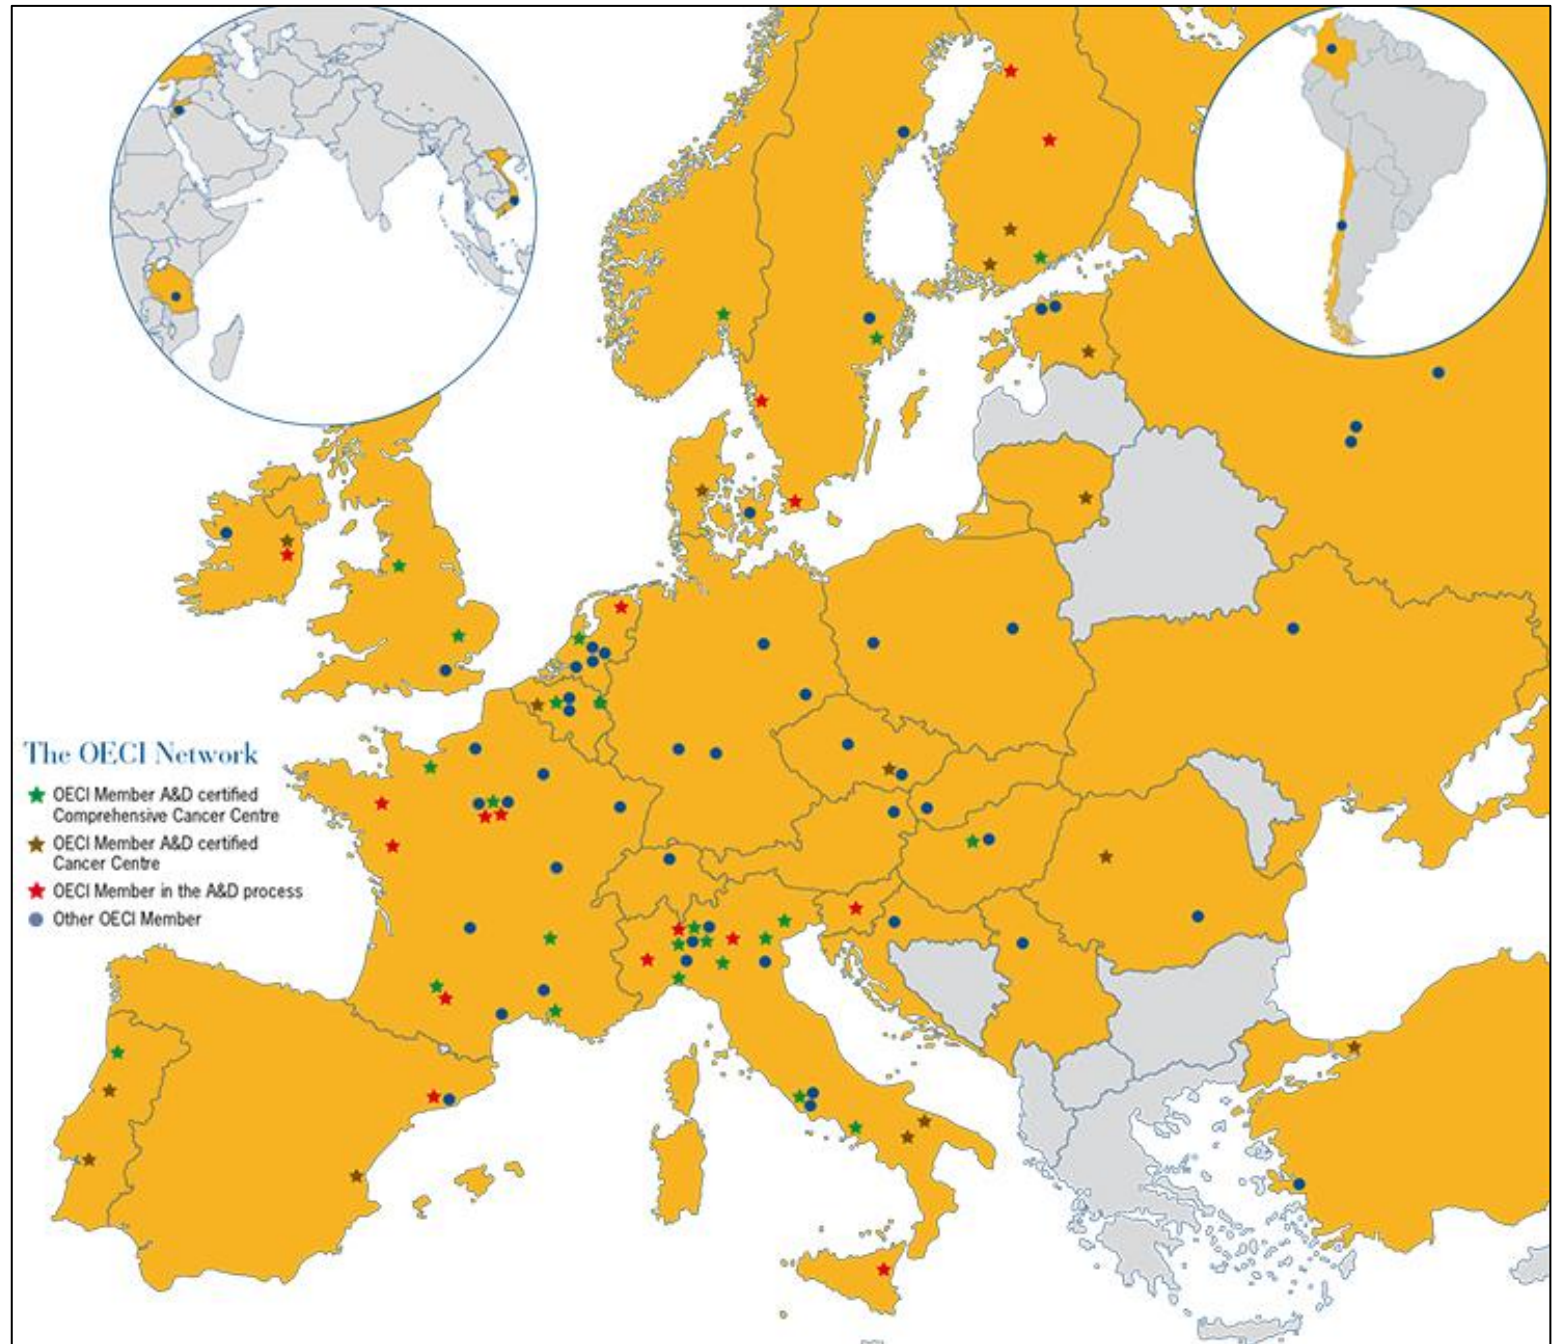 The OECI Network
OECI Member A&D certified
Comprehensive Cancer Centre
OECI Member A&D certified
Cancer Centre
OECI Member in the A&D process
Other OECI Member